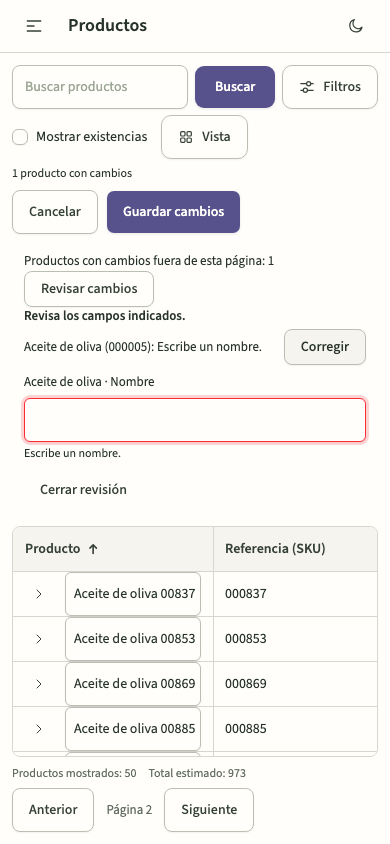 Productos
Buscar productos
Buscar
Filtros
Mostrar existencias
Vista
1 producto con cambios
Cancelar
Guardar cambios
Productos con cambios fuera de esta página: 1
Revisar cambios
Revisa los campos indicados.
Aceite de oliva (000005): Escribe un nombre.
Corregir
Aceite de oliva · Nombre
Escribe un nombre.
Cerrar revisión
Producto ↑ Referencia (SKU)
Aceite de oliva 00837 000837
Aceite de oliva 00853 000853
Aceite de oliva 00869 000869
Aceite de oliva 00885 000885
Productos mostrados: 50 Total estimado: 973
Anterior Página 2 Siguiente